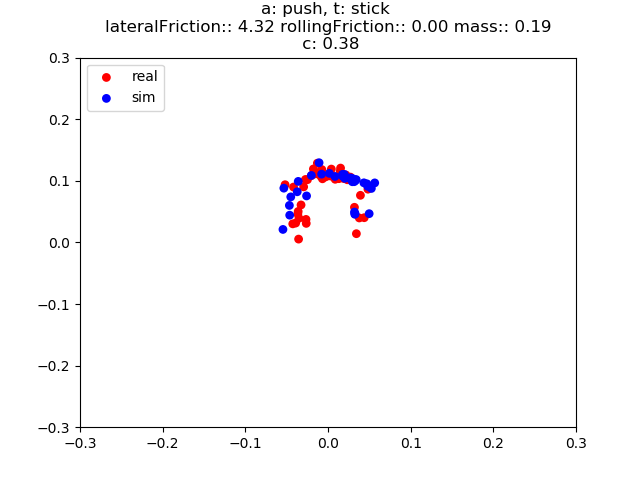 a: push, t: stick
lateralFriction:: 4.32 rollingFriction:: 0.00 mass:: 0.19
c: 0.38
real
sim
0.3
0.2
0.1
0.0
−0.1
−0.2
−0.3
−0.3
−0.2
−0.1
0.0
0.1
0.2
0.3